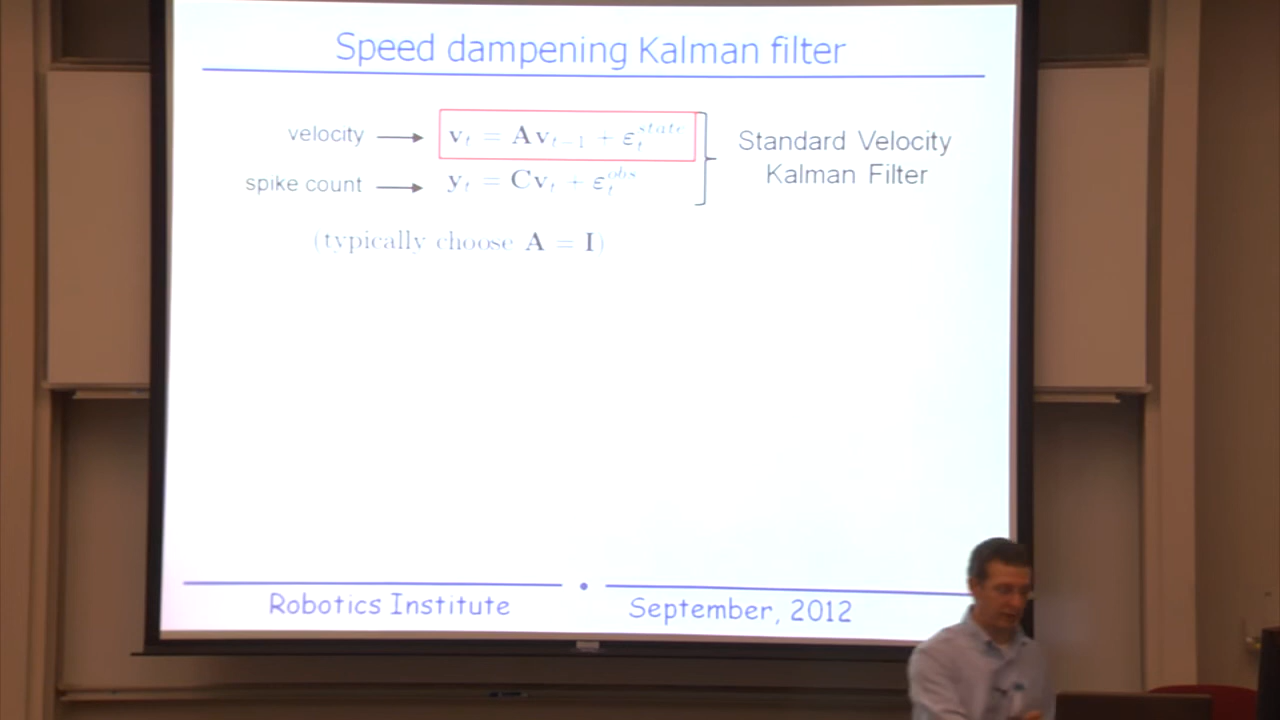 Speed dampening Kalman filter
velocity → v_t = Av_{t-1} + ε_t^{state}
spike count → y_t = Cv_t + ε_t^{obs}
Standard Velocity
Kalman Filter
(typically choose A = I)
Robotics Institute • September, 2012